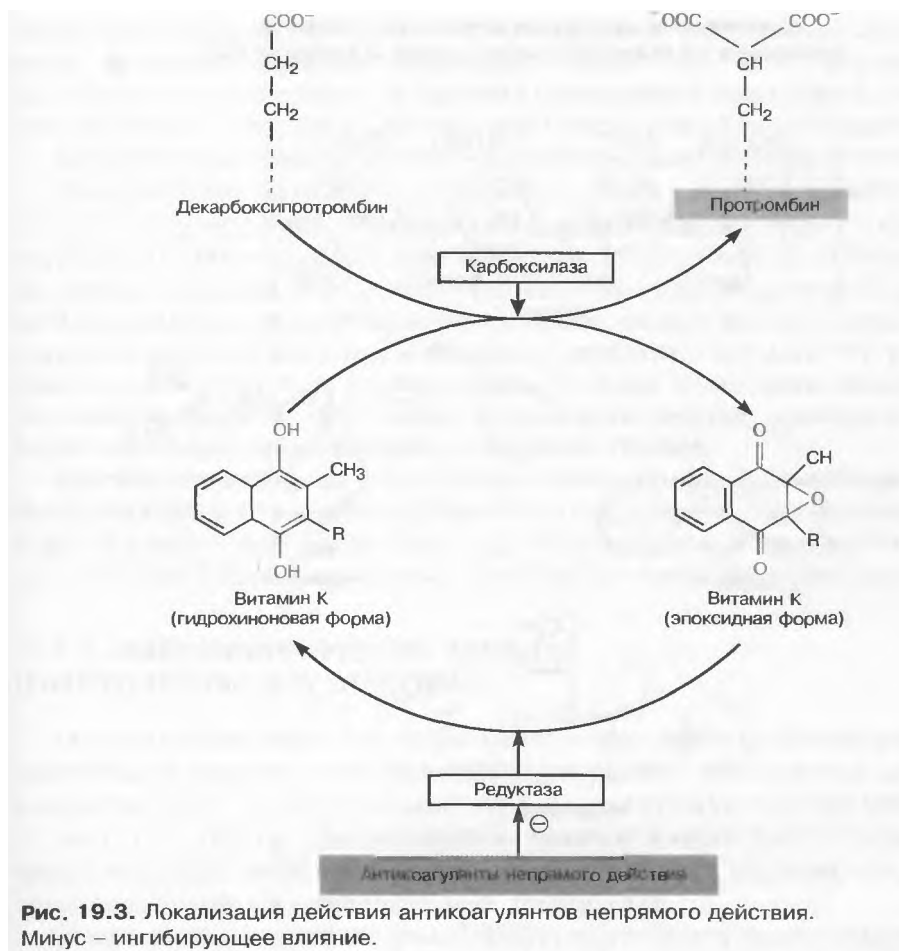 COO⁻
⁻OOC COO⁻
CH₂
CH
CH₂
CH₂
Декарбоксипротромбин
Протромбин
Карбоксилаза
OH
CH₃
R
OH
O
CH
O
R
O
Витамин К
(гидрохиноновая форма)
Витамин К
(эпоксидная форма)
Редуктаза
⊖
Антикоагулянты непрямого действия
Рис. 19.3. Локализация действия антикоагулянтов непрямого действия.
Минус – ингибирующее влияние.